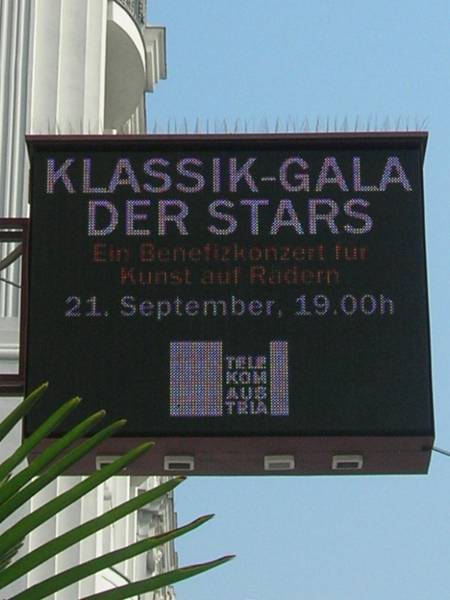 KLASSIK-GALA
DER STARS
Ein Benefizkonzert für
Kunst auf Rädern
21. September, 19.00h
TELE
KOM
AUS
TRIA